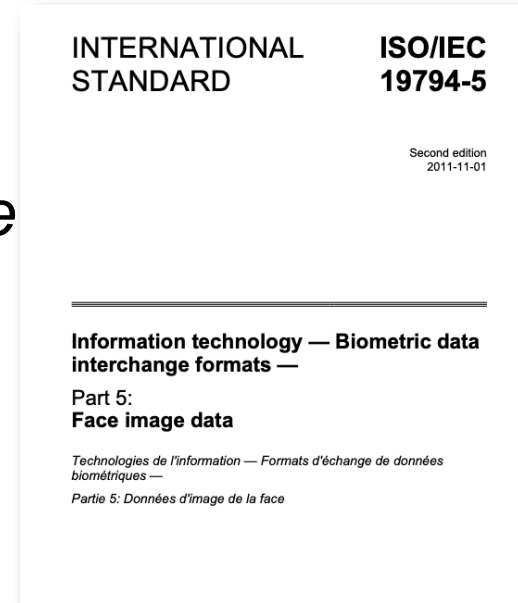 INTERNATIONAL STANDARD
ISO/IEC 19794-5
Second edition
2011-11-01
e
Information technology — Biometric data
interchange formats —
Part 5:
Face image data
Technologies de l'information — Formats d'échange de données
biométriques —
Partie 5: Données d'image de la face